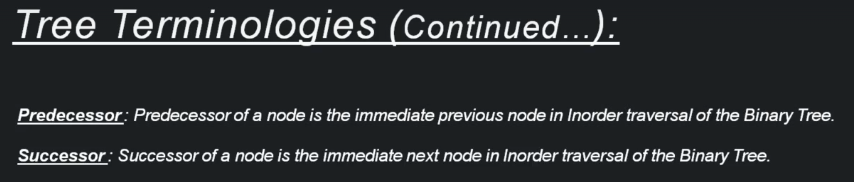 Tree Terminologies (Continued...):
Predecessor: Predecessor of a node is the immediate previous node in Inorder traversal of the Binary Tree.
Successor: Successor of a node is the immediate next node in Inorder traversal of the Binary Tree.